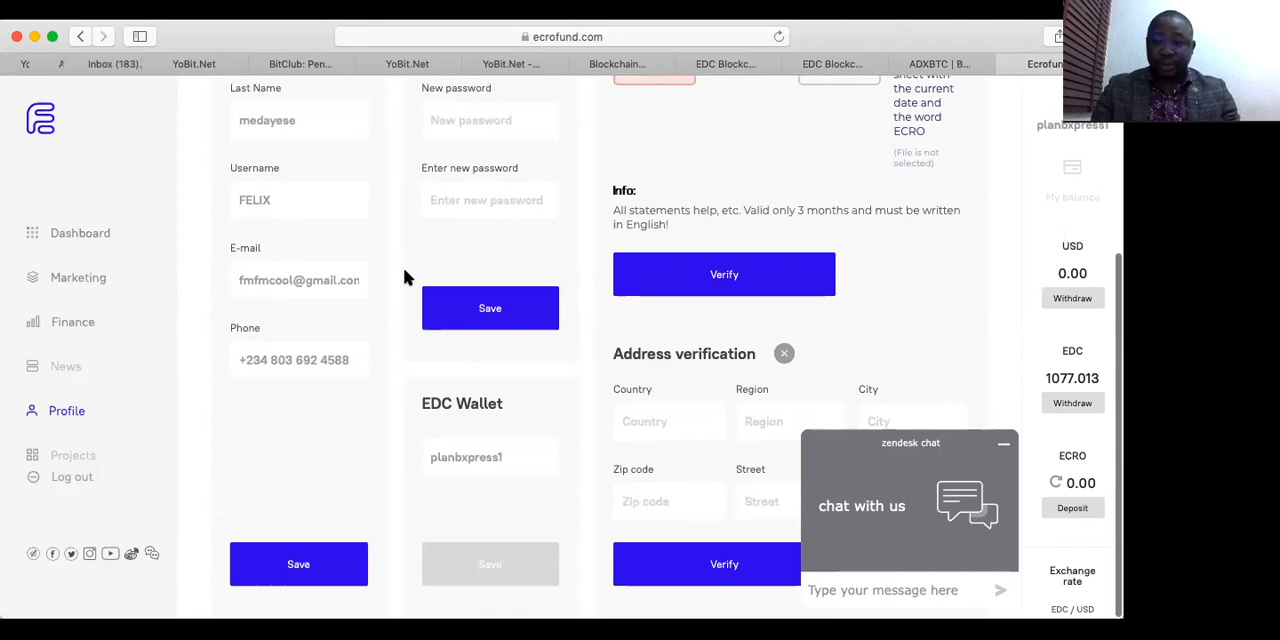 ecrofund.com
Inbox (183).
YoBit.Net
BitClub: Pen...
YoBit.Net
YoBit.Net -...
Blockchain...
EDC Blockc...
EDC Blockc...
ADXBTC | B...
Ecrofun
Dashboard
Marketing
Finance
News
Profile
Projects
Log out
Last Name
medayese
Username
FELIX
E-mail
fmfmcool@gmail.con
Phone
+234 803 692 4588
Save
New password
New password
Enter new password
Enter new password
Save
EDC Wallet
planbxpress1
Save
sheet with
the current
date and
the word
ECRO
(File is not
selected)
Info:
All statements help, etc. Valid only 3 months and must be written
in English!
Verify
Address verification
Country
Region
City
Country
Region
City
Zip code
Street
Zip code
Street
Verify
zendesk chat
chat with us
Type your message here
planbxpress1
My balance
USD
0.00
Withdraw
EDC
1077.013
Withdraw
ECRO
0.00
Deposit
Exchange
rate
EDC / USD